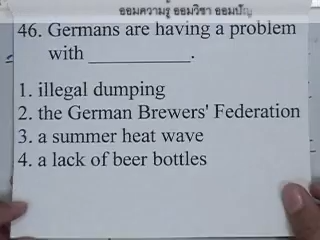 ออมความรู้ ออมวิชา ออมปัญ
46. Germans are having a problem
with __________.
1. illegal dumping
2. the German Brewers' Federation
3. a summer heat wave
4. a lack of beer bottles